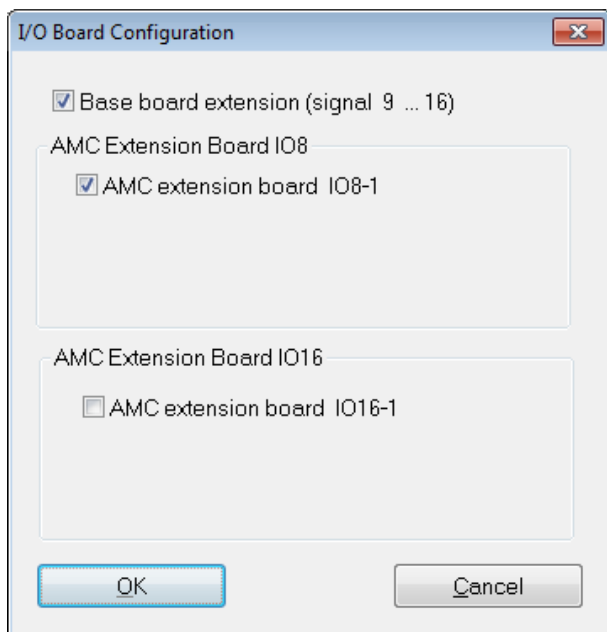 I/O Board Configuration
Base board extension (signal 9 ... 16)
AMC Extension Board IO8
AMC extension board IO8-1
AMC Extension Board IO16
AMC extension board IO16-1
OK
Cancel